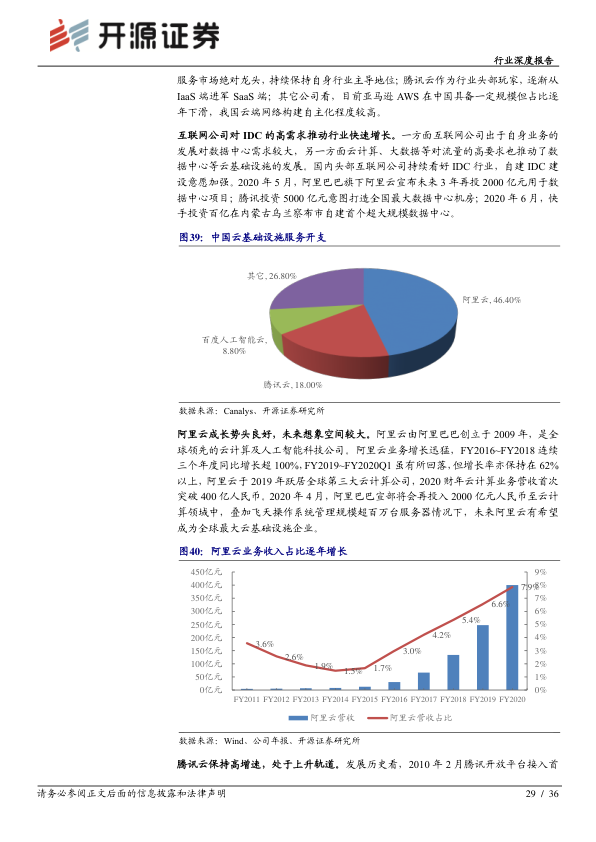 开源证券
行业深度报告
服务市场绝对龙头，持续保持自身行业主导地位；腾讯云作为行业头部玩家，逐渐从
IaaS 端进军 SaaS 端；其它公司看，目前亚马逊 AWS 在中国具备一定规模但占比逐
年下滑，我国云端网络构建自主化程度较高。
互联网公司对 IDC 的高需求推动行业快速增长。一方面互联网公司出于自身业务的
发展对数据中心需求较大，另一方面云计算、大数据等对流量的高要求也推动了数
据中心等云基础设施的发展。国内头部互联网公司持续看好 IDC 行业，自建 IDC 建
设意愿加强。2020 年 5 月，阿里巴巴旗下阿里云宣布未来 3 年再投 2000 亿元用于数
据中心项目；腾讯投资 5000 亿元意图打造全国最大数据中心机房；2020 年 6 月，快
手投资百亿在内蒙古乌兰察布市自建首个超大规模数据中心。
图39：中国云基础设施服务开支
其它, 26.80%
阿里云, 46.40%
百度人工智能云,
8.80%
腾讯云, 18.00%
数据来源：Canalys、开源证券研究所
阿里云成长势头良好，未来想象空间较大。阿里云由阿里巴巴创立于 2009 年，是全
球领先的云计算及人工智能科技公司。阿里云业务增长迅猛，FY2016~FY2018 连续
三个年度同比增长超 100%，FY2019~FY2020Q1 虽有所回落，但增长率亦保持在 62%
以上，阿里云于 2019 年跃居全球第三大云计算公司，2020 财年云计算业务营收首次
突破 400 亿人民币。2020 年 4 月，阿里巴巴宣部将会再投入 2000 亿元人民币至云计
算领域中，叠加飞天操作系统管理规模超百万台服务器情况下，未来阿里云有希望
成为全球最大云基础设施企业。
图40：阿里云业务收入占比逐年增长
450亿元
400亿元
350亿元
300亿元
250亿元
200亿元
150亿元
100亿元
50亿元
0亿元
3.6%
2.6%
1.9%
1.5%
1.7%
3.0%
4.2%
5.4%
6.6%
7.9%
9%
8%
7%
6%
5%
4%
3%
2%
1%
0%
FY2011 FY2012 FY2013 FY2014 FY2015 FY2016 FY2017 FY2018 FY2019 FY2020
阿里云营收 阿里云营收占比
数据来源：Wind、公司年报、开源证券研究所
腾讯云保持高增速，处于上升轨道。发展历史看，2010 年 2 月腾讯开放平台接入首
请务必参阅正文后面的信息披露和法律声明
29 / 36